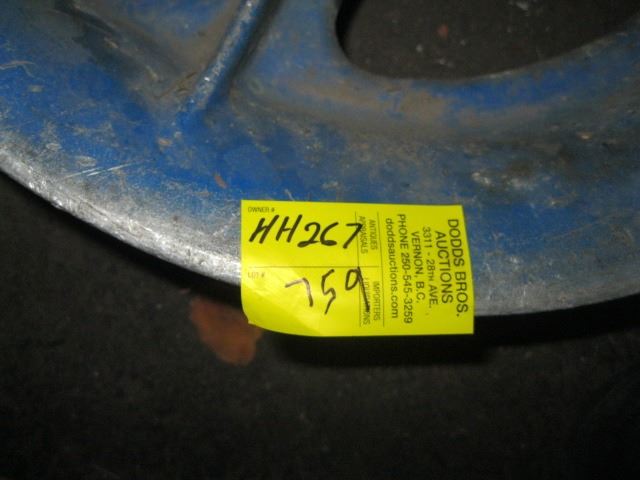 OWNER #
HH267
LOT #
759
ANTIQUES
APPRAISALS
IMPORTERS
LIQUIDATIONS
DODDS BROS.
AUCTIONS
3311 - 28TH AVE.
VERNON, B.C.
PHONE 250-545-3259
doddsauctions.com